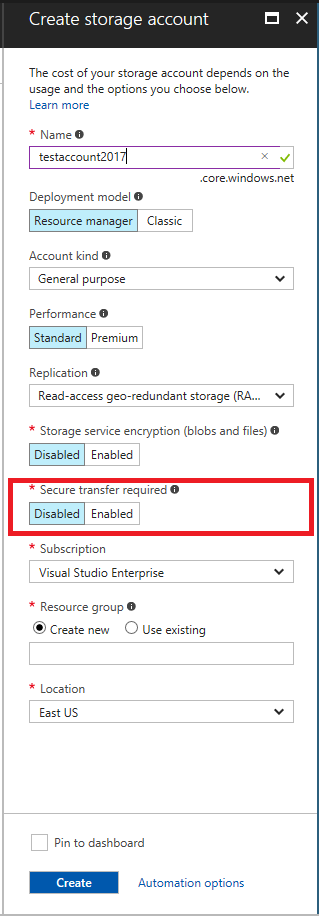 Create storage account
The cost of your storage account depends on the
usage and the options you choose below.
Learn more
* Name
testaccount2017
.core.windows.net
Deployment model
Resource manager Classic
Account kind
General purpose
Performance
Standard Premium
Replication
Read-access geo-redundant storage (RA...
* Storage service encryption (blobs and files)
Disabled Enabled
* Secure transfer required
Disabled Enabled
* Subscription
Visual Studio Enterprise
* Resource group
Create new Use existing
* Location
East US
Pin to dashboard
Create Automation options